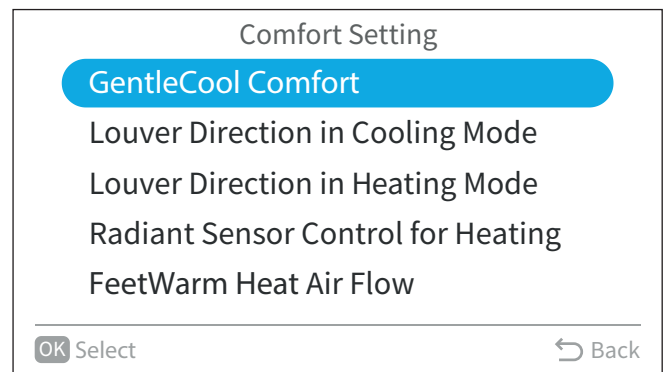 Comfort Setting
GentleCool Comfort
Louver Direction in Cooling Mode
Louver Direction in Heating Mode
Radiant Sensor Control for Heating
FeetWarm Heat Air Flow
OK Select
Back